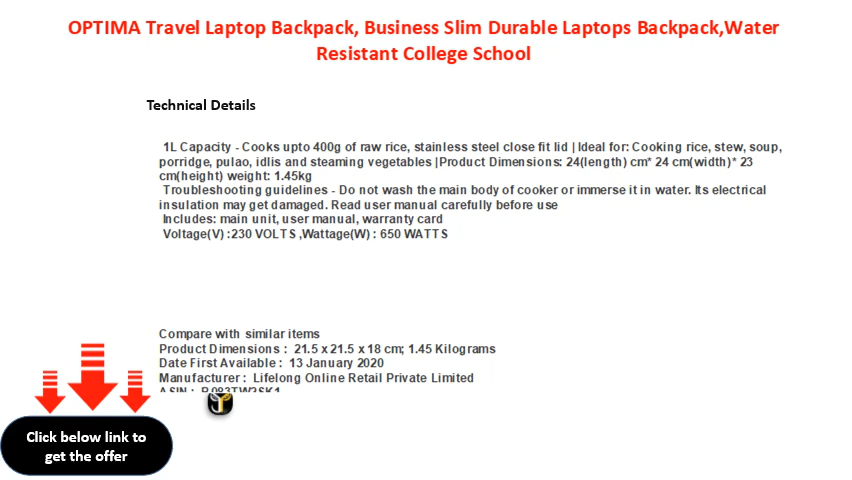 OPTIMA Travel Laptop Backpack, Business Slim Durable Laptops Backpack,Water
Resistant College School
Technical Details
1L Capacity - Cooks upto 400g of raw rice, stainless steel close fit lid | Ideal for: Cooking rice, stew, soup,
porridge, pulao, idlis and steaming vegetables |Product Dimensions: 24(length) cm* 24 cm(width)* 23
cm(height) weight: 1.45kg
Troubleshooting guidelines - Do not wash the main body of cooker or immerse it in water. Its electrical
insulation may get damaged. Read user manual carefully before use
Includes: main unit, user manual, warranty card
Voltage(V) :230 VOLTS ,Wattage(W) : 650 WATTS
Compare with similar items
Product Dimensions : 21.5 x 21.5 x 18 cm; 1.45 Kilograms
Date First Available : 13 January 2020
Manufacturer : Lifelong Online Retail Private Limited
ASIN :
Click below link to
get the offer